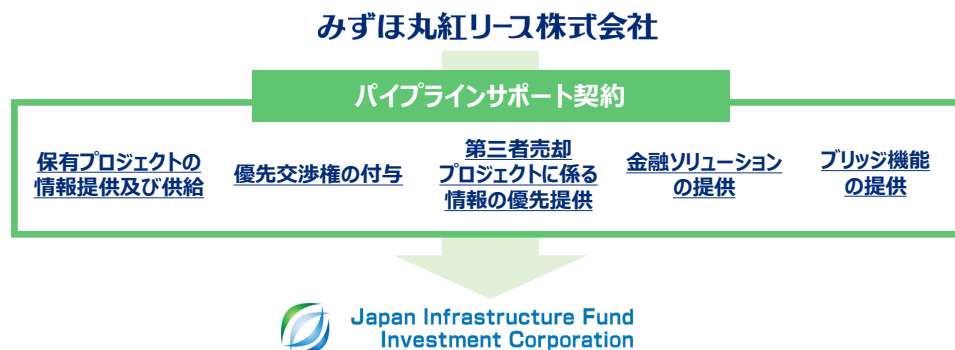 みずほ丸紅リース株式会社
パイプラインサポート契約
保有プロジェクトの
情報提供及び供給
優先交渉権の付与
第三者売却
プロジェクトに係る
情報の優先提供
金融ソリューション
の提供
ブリッジ機能
の提供
Japan Infrastructure Fund
Investment Corporation